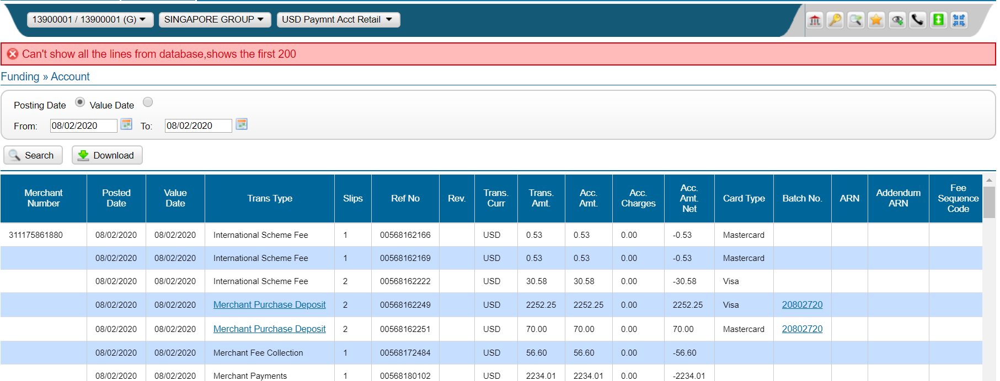 13900001 / 13900001 (G) SINGAPORE GROUP USD Paymnt Acct Retail
Can't show all the lines from database,shows the first 200
Funding » Account
Posting Date Value Date
From: 08/02/2020 To: 08/02/2020
Search Download
Merchant Number Posted Date Value Date Trans Type Slips Ref No Rev. Trans. Curr Trans. Amt. Acc. Amt. Acc. Charges Acc. Amt. Net Card Type Batch No. ARN Addendum ARN Fee Sequence Code
311175861880 08/02/2020 08/02/2020 International Scheme Fee 1 00568162166 USD 0.53 0.53 0.00 -0.53 Mastercard
08/02/2020 08/02/2020 International Scheme Fee 1 00568162169 USD 0.53 0.53 0.00 -0.53 Mastercard
08/02/2020 08/02/2020 International Scheme Fee 2 00568162222 USD 30.58 30.58 0.00 -30.58 Visa
08/02/2020 08/02/2020 Merchant Purchase Deposit 2 00568162249 USD 2252.25 2252.25 0.00 2252.25 Visa 20802720
08/02/2020 08/02/2020 Merchant Purchase Deposit 2 00568162251 USD 70.00 70.00 0.00 70.00 Mastercard 20802720
08/02/2020 08/02/2020 Merchant Fee Collection 1 00568172484 USD 56.60 56.60 0.00 -56.60
08/02/2020 08/02/2020 Merchant Payments 1 00568180102 USD 2234.01 2234.01 0.00 -2234.01